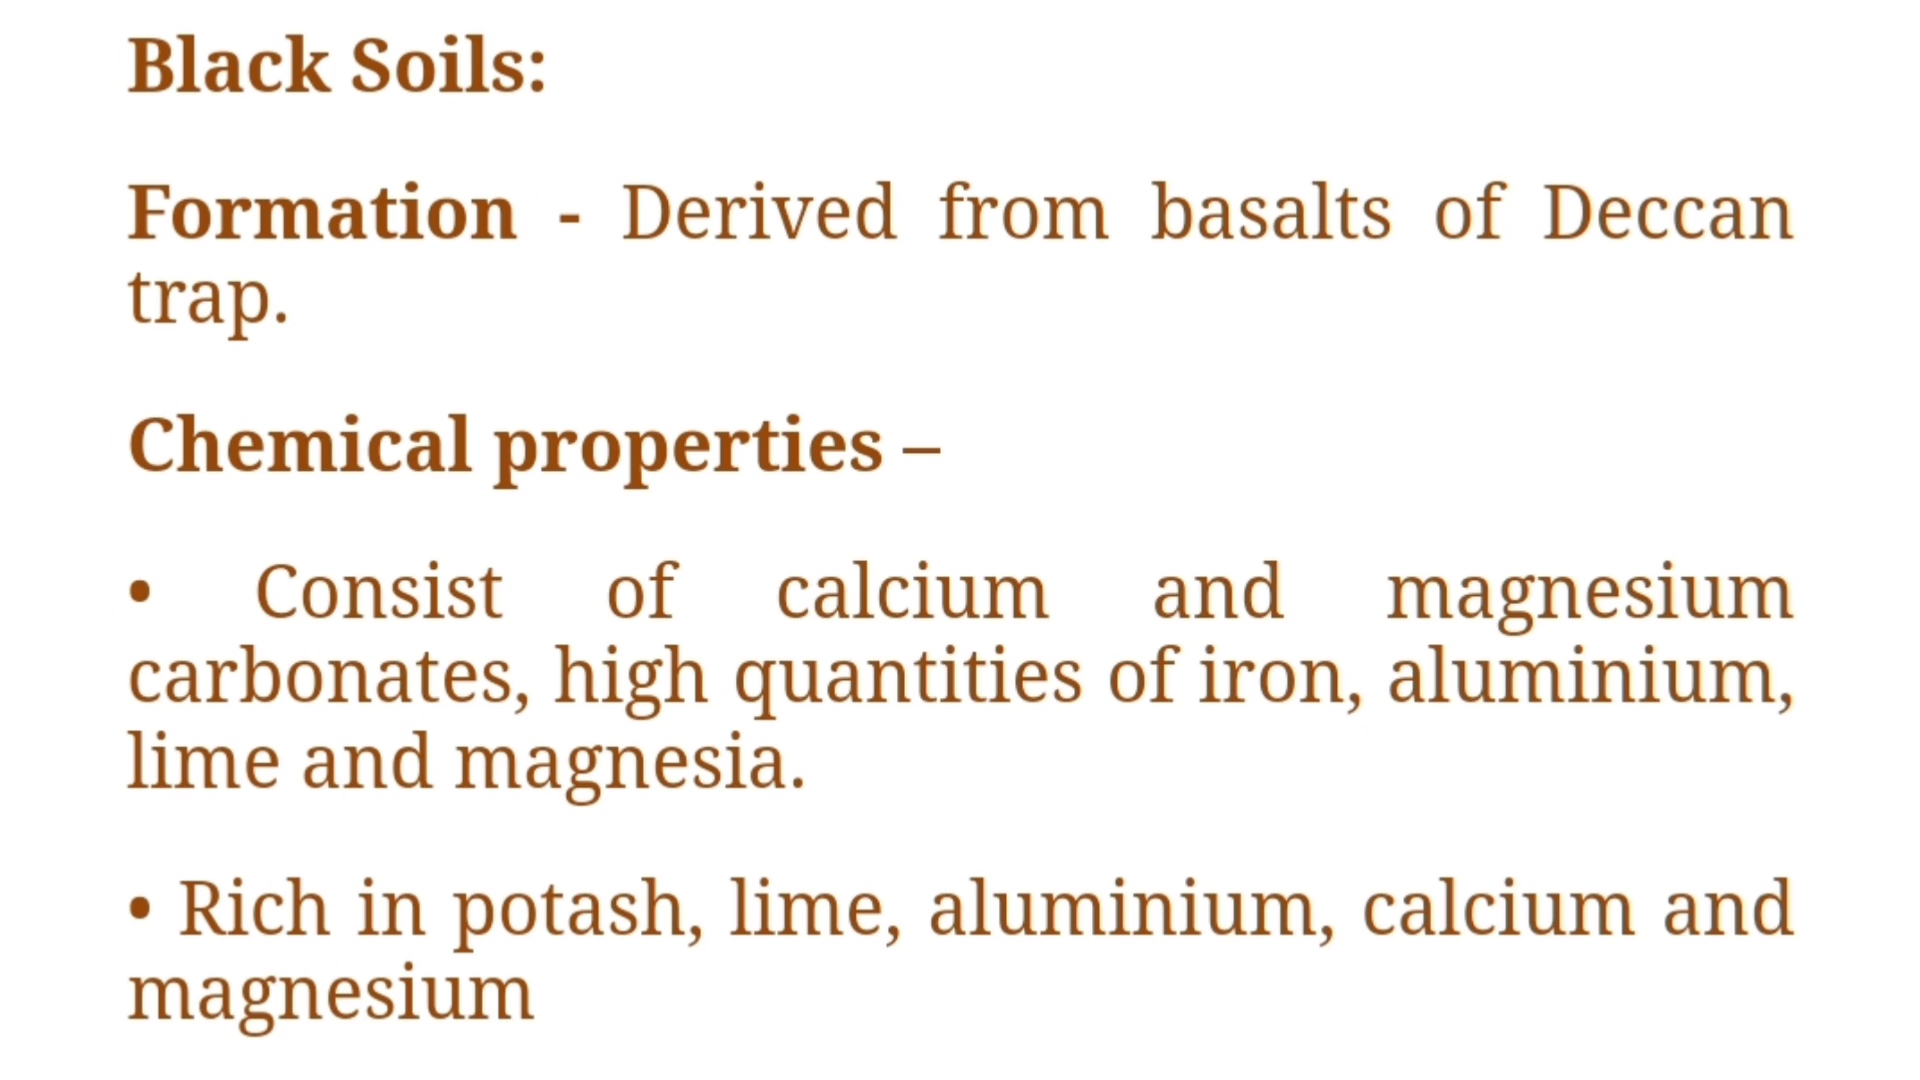 Black Soils:
Formation - Derived from basalts of Deccan
trap.
Chemical properties –
• Consist of calcium and magnesium
carbonates, high quantities of iron, aluminium,
lime and magnesia.
• Rich in potash, lime, aluminium, calcium and
magnesium